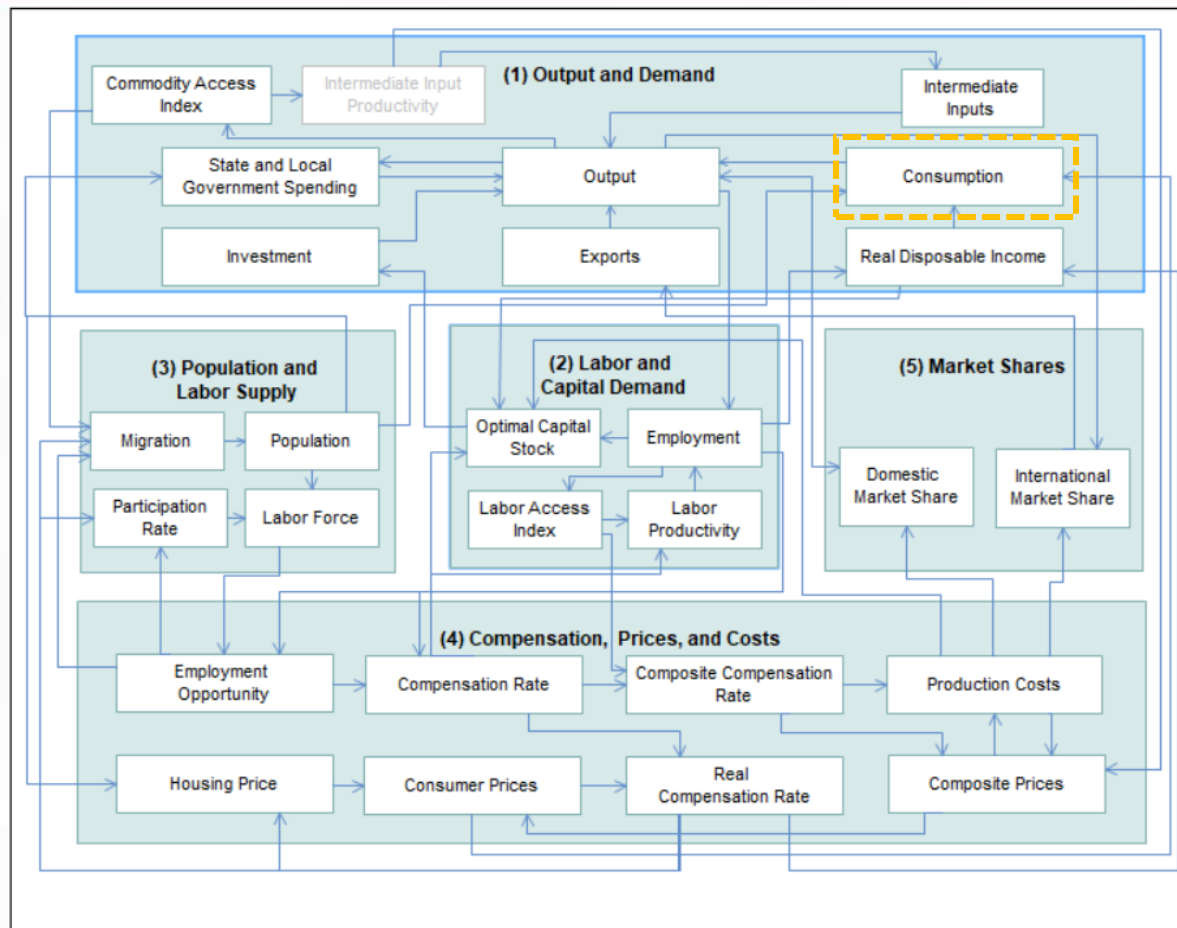 (1) Output and Demand
Commodity Access
Index
Intermediate Input
Productivity
Intermediate
Inputs
State and Local
Government Spending
Output
Consumption
Investment
Exports
Real Disposable Income
(3) Population and
Labor Supply
(2) Labor and
Capital Demand
(5) Market Shares
Migration
Population
Optimal Capital
Stock
Employment
Domestic
Market Share
International
Market Share
Participation
Rate
Labor Force
Labor Access
Index
Labor
Productivity
(4) Compensation, Prices, and Costs
Employment
Opportunity
Compensation Rate
Composite Compensation
Rate
Production Costs
Housing Price
Consumer Prices
Real
Compensation Rate
Composite Prices